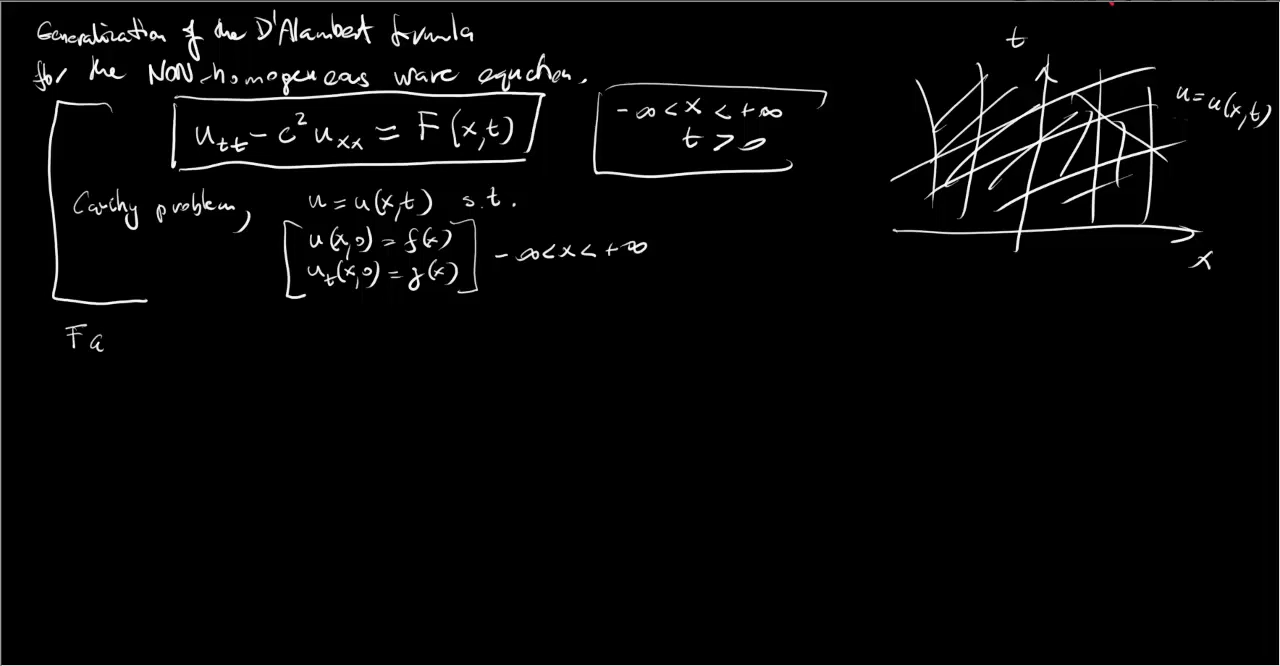 Generalization of the D'Alambert formula
for the NON-homogeneous wave equation.
u_tt - c² u_xx = F(x,t)
-∞ < x < +∞
t > 0
Cauchy problem,
u = u(x,t) s.t.
u(x,0) = f(x)
u_t(x,0) = g(x)
-∞ < x < +∞
Fa
t
u = u(x,t)
x